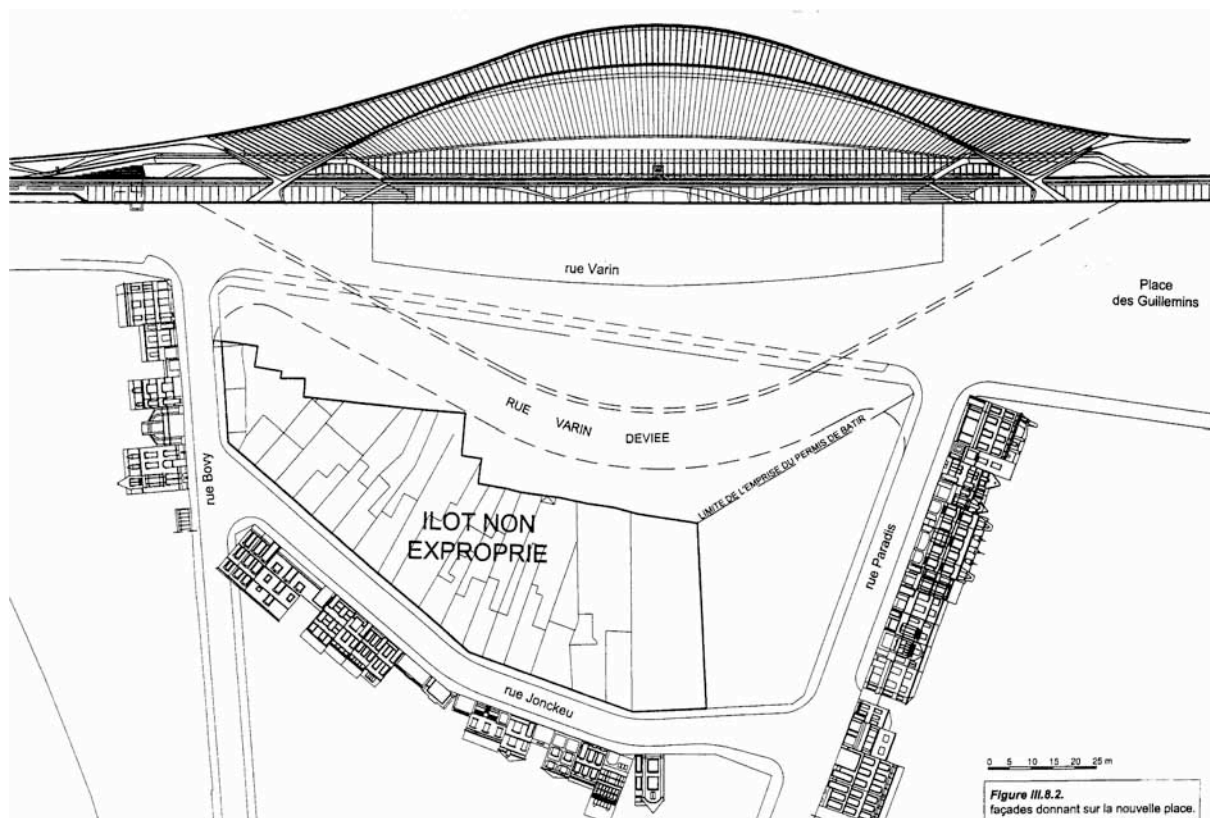 rue Varin
Place
des Guillemins
RUE VARIN DEVIEE
LIMITE DE L'EMPRISE DU PERMIS DE BATIR
rue Bovy
ILOT NON
EXPROPRIE
rue Paradis
rue Jonckeu
0 5 10 15 20 25 m
Figure III.8.2.
façades donnant sur la nouvelle place.